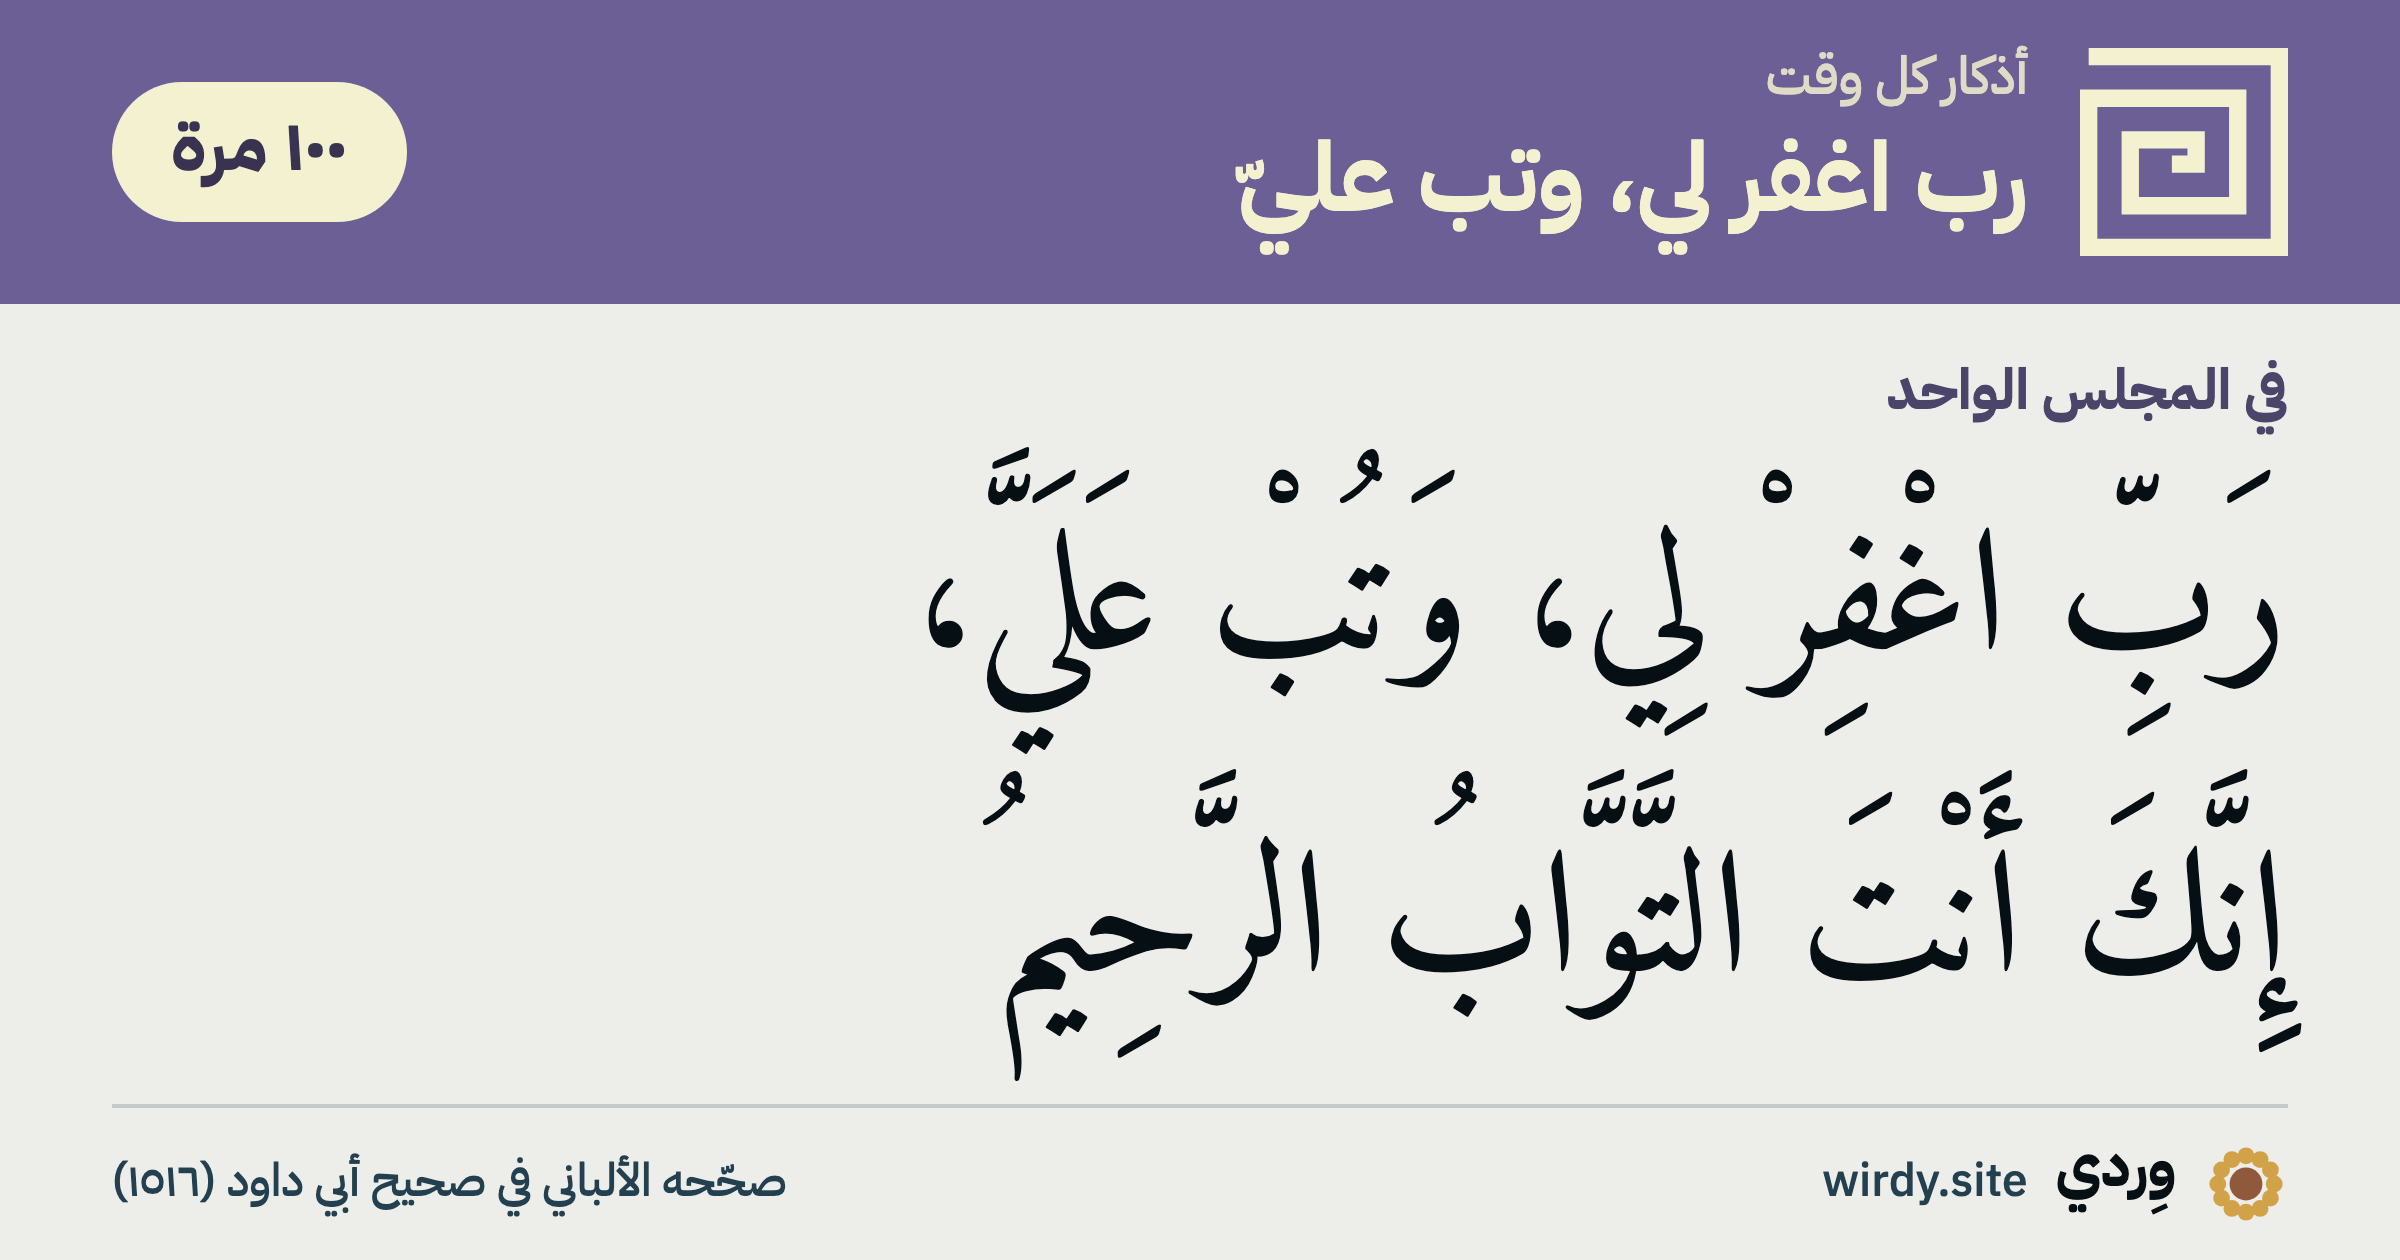 أذكار كل وقت
رب اغفر لي، وتب عليّ
١٠٠ مرة
في المجلس الواحد
رَبِّ اغْفِرْ لِي، وَتُبْ عَلَيَّ،
إِنَّكَ أَنْتَ التَّوَّابُ الرَّحِيمُ
وِردي wirdy.site
صحّحه الألباني في صحيح أبي داود (١٥١٦)